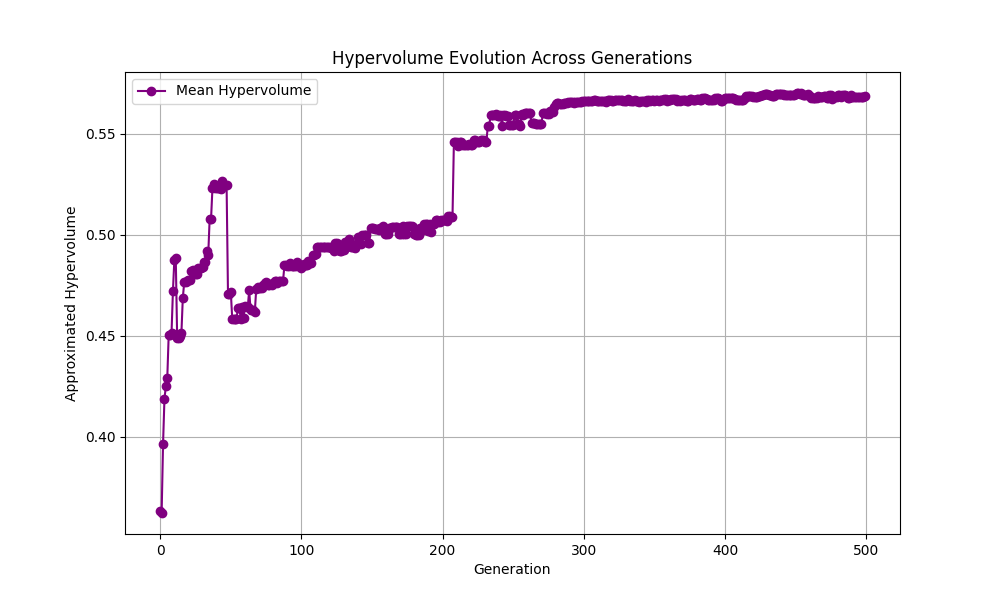 Hypervolume Evolution Across Generations
Mean Hypervolume
Approximated Hypervolume
0.55
0.50
0.45
0.40
0
100
200
300
400
500
Generation